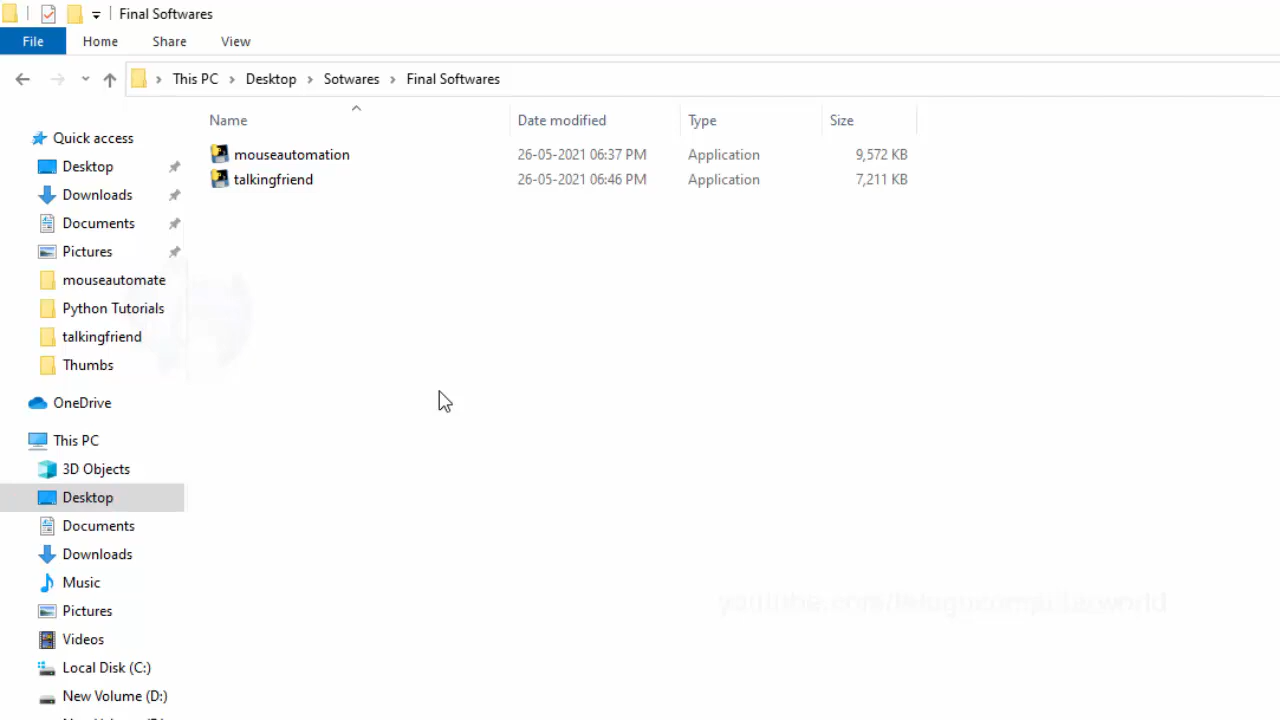 Final Softwares
File Home Share View
This PC Desktop Sotwares Final Softwares
Name Date modified Type Size
Quick access
mouseautomation 26-05-2021 06:37 PM Application 9,572 KB
Desktop
talkingfriend 26-05-2021 06:46 PM Application 7,211 KB
Downloads
Documents
Pictures
mouseautomate
Python Tutorials
talkingfriend
Thumbs
OneDrive
This PC
3D Objects
Desktop
Documents
Downloads
Music
youtube.com/telugucomputerworld
Pictures
Videos
Local Disk (C:)
New Volume (D:)